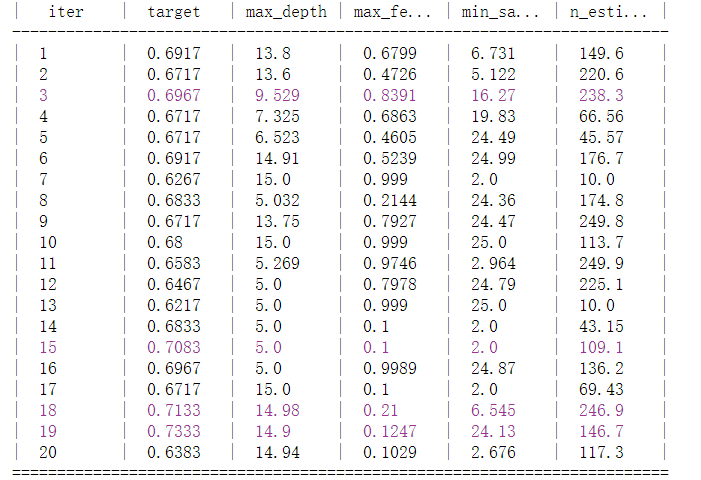 | iter | target | max_depth | max_fe... | min_sa... | n_esti... |
-------------------------------------------------------------------------
| 1 | 0.6917 | 13.8 | 0.6799 | 6.731 | 149.6 |
| 2 | 0.6717 | 13.6 | 0.4726 | 5.122 | 220.6 |
| 3 | 0.6967 | 9.529 | 0.8391 | 16.27 | 238.3 |
| 4 | 0.6717 | 7.325 | 0.6863 | 19.83 | 66.56 |
| 5 | 0.6717 | 6.523 | 0.4605 | 24.49 | 45.57 |
| 6 | 0.6917 | 14.91 | 0.5239 | 24.99 | 176.7 |
| 7 | 0.6267 | 15.0 | 0.999 | 2.0 | 10.0 |
| 8 | 0.6833 | 5.032 | 0.2144 | 24.36 | 174.8 |
| 9 | 0.6717 | 13.75 | 0.7927 | 24.47 | 249.8 |
| 10 | 0.68 | 15.0 | 0.999 | 25.0 | 113.7 |
| 11 | 0.6583 | 5.269 | 0.9746 | 2.964 | 249.9 |
| 12 | 0.6467 | 5.0 | 0.7978 | 24.79 | 225.1 |
| 13 | 0.6217 | 5.0 | 0.999 | 25.0 | 10.0 |
| 14 | 0.6833 | 5.0 | 0.1 | 2.0 | 43.15 |
| 15 | 0.7083 | 5.0 | 0.1 | 2.0 | 109.1 |
| 16 | 0.6967 | 5.0 | 0.9989 | 24.87 | 136.2 |
| 17 | 0.6717 | 15.0 | 0.1 | 2.0 | 69.43 |
| 18 | 0.7133 | 14.98 | 0.21 | 6.545 | 246.9 |
| 19 | 0.7333 | 14.9 | 0.1247 | 24.13 | 146.7 |
| 20 | 0.6383 | 14.94 | 0.1029 | 2.676 | 117.3 |
=========================================================================